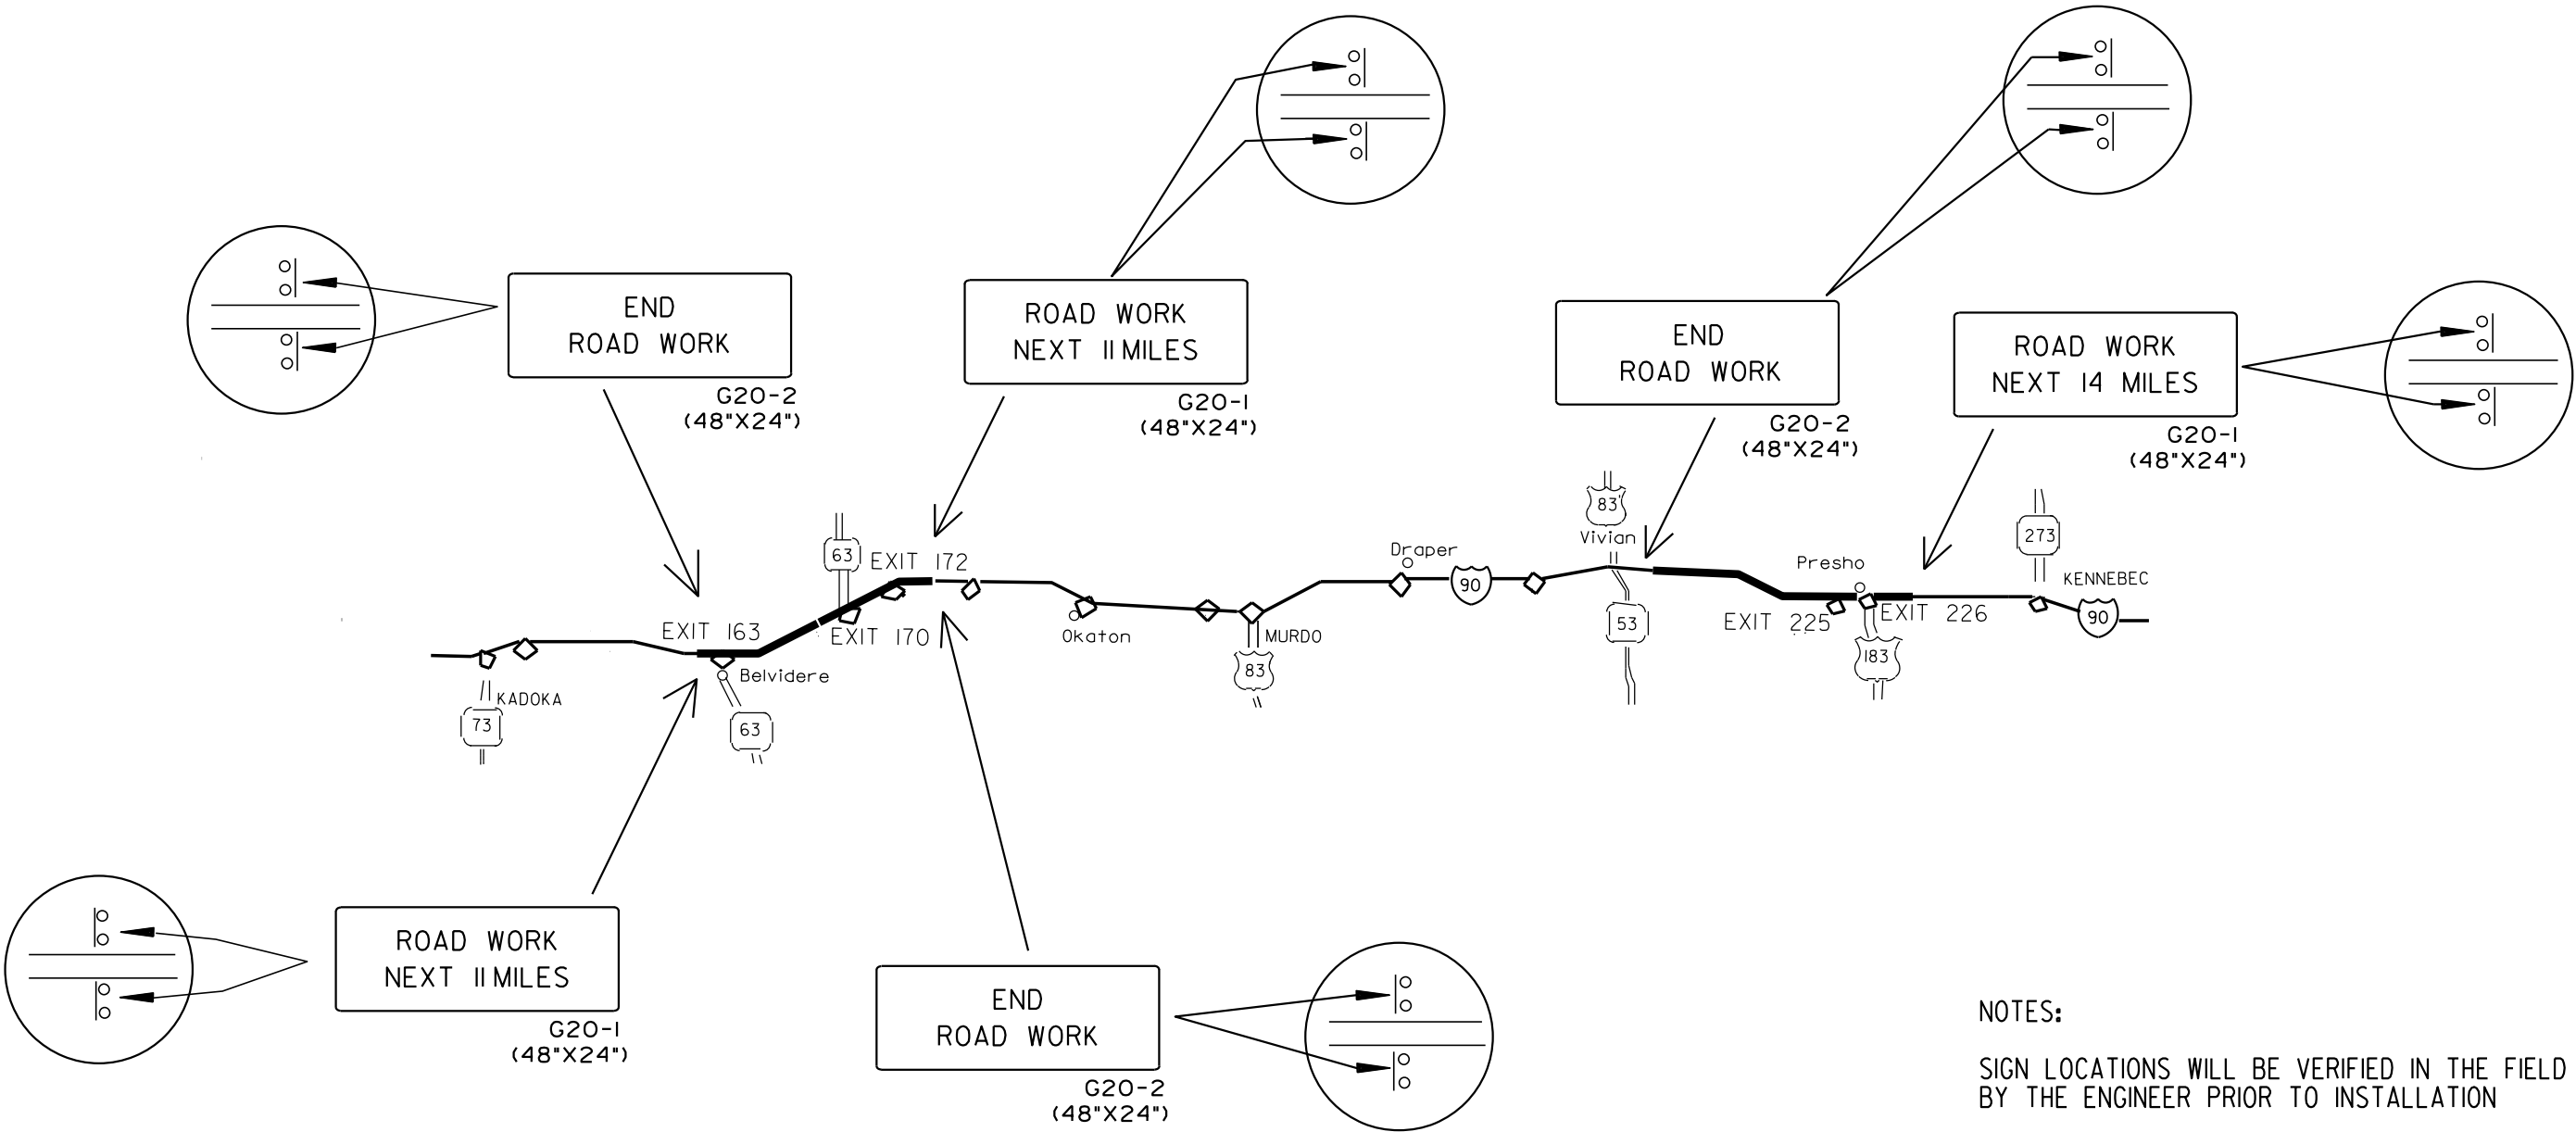 END
ROAD WORK
G20-2
(48"X24")
ROAD WORK
NEXT 11 MILES
G20-1
(48"X24")
END
ROAD WORK
G20-2
(48"X24")
ROAD WORK
NEXT 14 MILES
G20-1
(48"X24")
83
Vivian
63
EXIT 172
Draper
90
Presho
273
KENNEBEC
90
EXIT 163
EXIT 170
Okaton
MURDO
83
53
EXIT 225
EXIT 226
183
Belvidere
63
KADOKA
73
ROAD WORK
NEXT 11 MILES
G20-1
(48"X24")
END
ROAD WORK
G20-2
(48"X24")
NOTES:
SIGN LOCATIONS WILL BE VERIFIED IN THE FIELD
BY THE ENGINEER PRIOR TO INSTALLATION